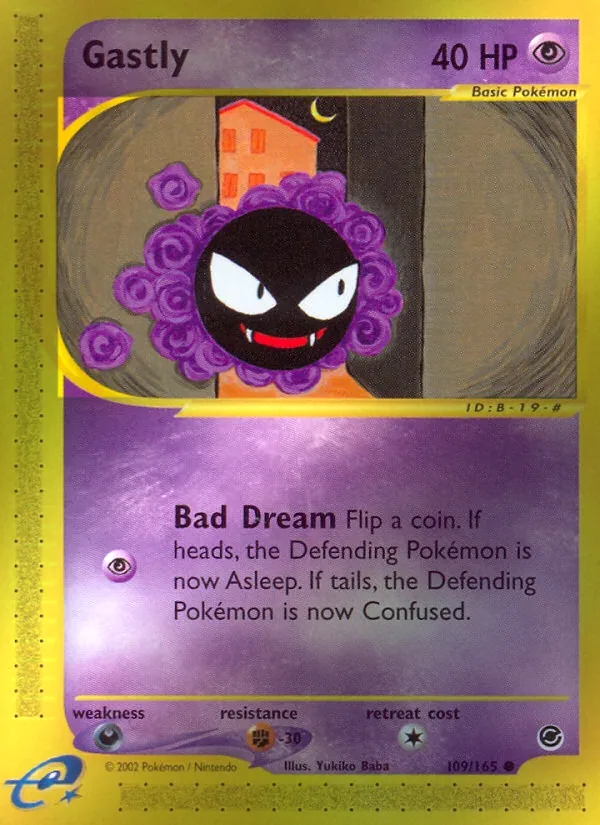 Gastly 40 HP
Basic Pokémon
ID:B-19-#
Bad Dream Flip a coin. If
heads, the Defending Pokémon is
now Asleep. If tails, the Defending
Pokémon is now Confused.
weakness resistance retreat cost
-30
© 2002 Pokémon / Nintendo Illus. Yukiko Baba 109/165